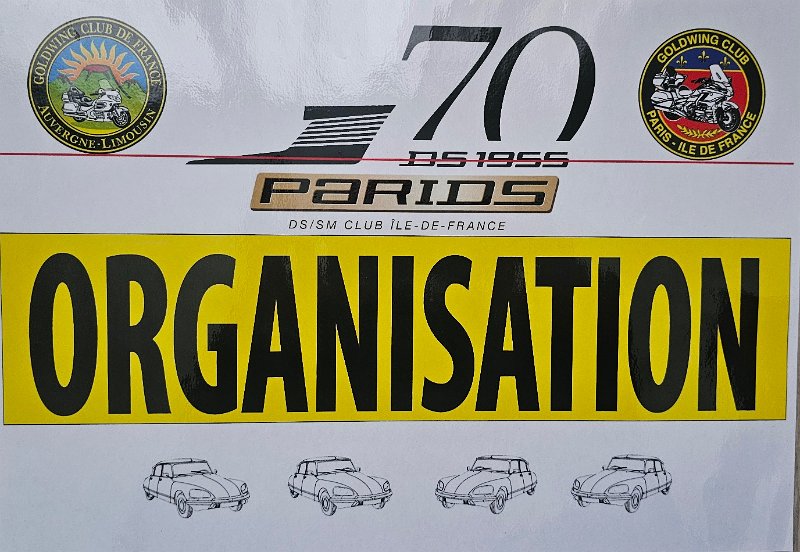 GOLDWING CLUB DE FRANCE
AUVERGNE-LIMOUSIN
70
DS 1955
GOLDWING CLUB
PARIS - ILE DE FRANCE
PARIDS
DS/SM CLUB ÎLE-DE-FRANCE
ORGANISATION